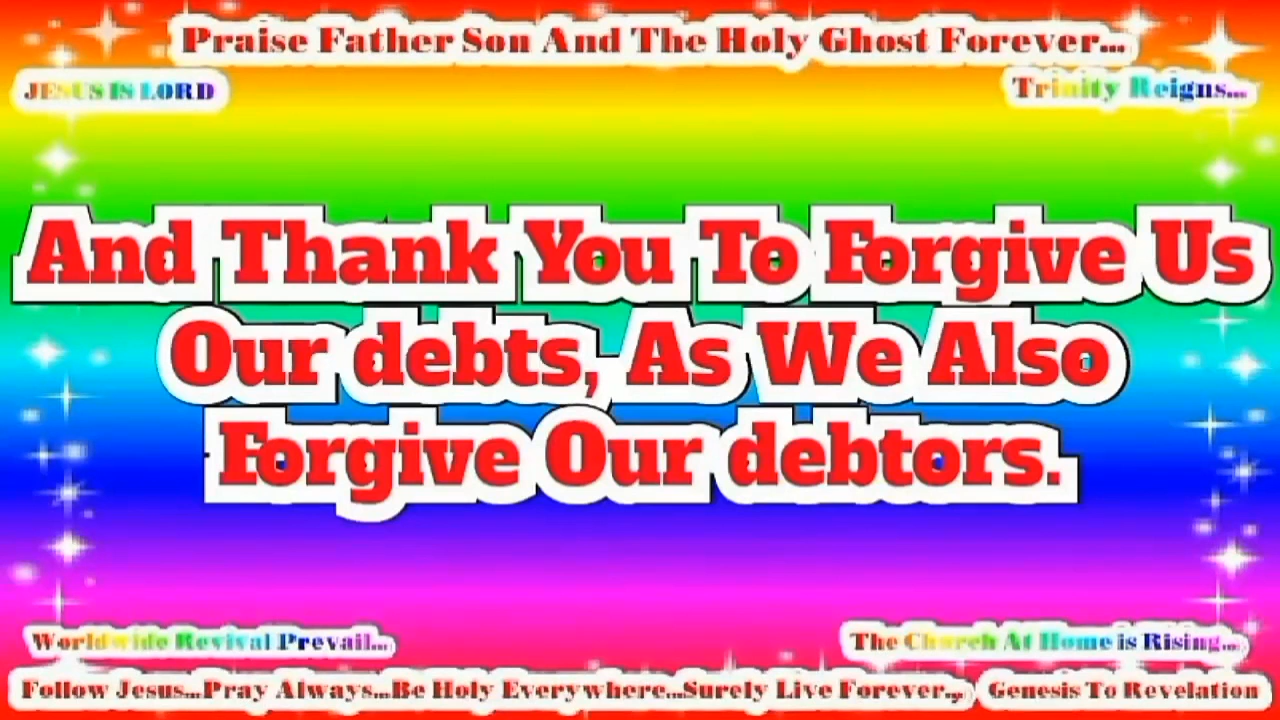 Praise Father Son And The Holy Ghost Forever...
JESUS IS LORD
Trinity Reigns...
And Thank You To Forgive Us
Our debts, As We Also
Forgive Our debtors.
Worldwide Revival Prevail...
The Church At Home is Rising...
Follow Jesus...Pray Always...Be Holy Everywhere...Surely Live Forever...,
Genesis To Revelation